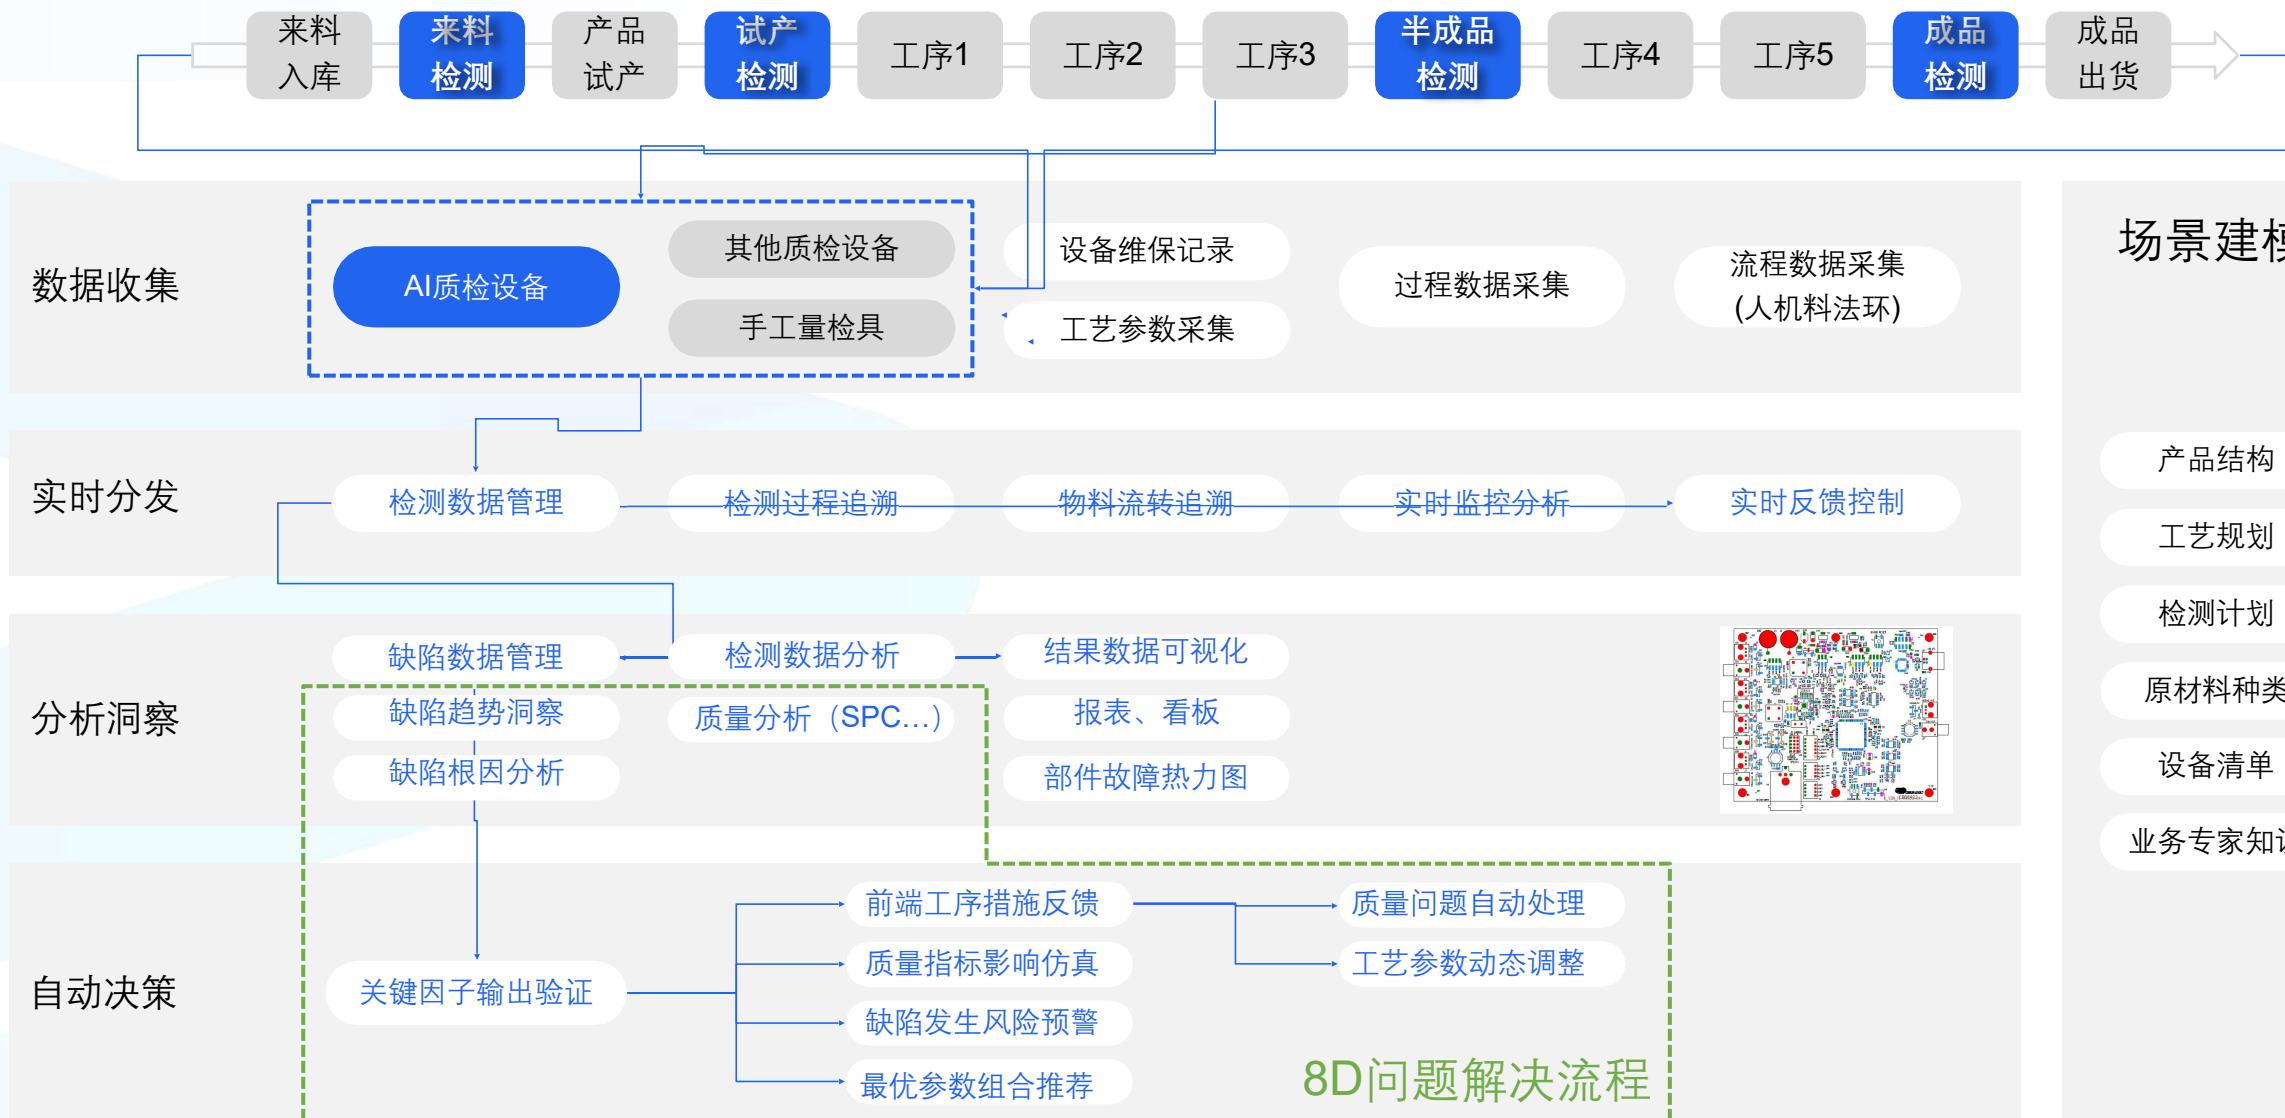 来料
入库
来料
检测
产品
试产
试产
检测
工序1
工序2
工序3
半成品
检测
工序4
工序5
成品
检测
成品
出货
数据收集
AI质检设备
其他质检设备
手工量检具
设备维保记录
工艺参数采集
过程数据采集
流程数据采集
(人机料法环)
实时分发
检测数据管理
检测过程追溯
物料流转追溯
实时监控分析
实时反馈控制
分析洞察
缺陷数据管理
检测数据分析
结果数据可视化
缺陷趋势洞察
质量分析（SPC...）
报表、看板
缺陷根因分析
部件故障热力图
自动决策
关键因子输出验证
前端工序措施反馈
质量指标影响仿真
缺陷发生风险预警
最优参数组合推荐
质量问题自动处理
工艺参数动态调整
8D问题解决流程
场景建
产品结构
工艺规划
检测计划
原材料种类
设备清单
业务专家知